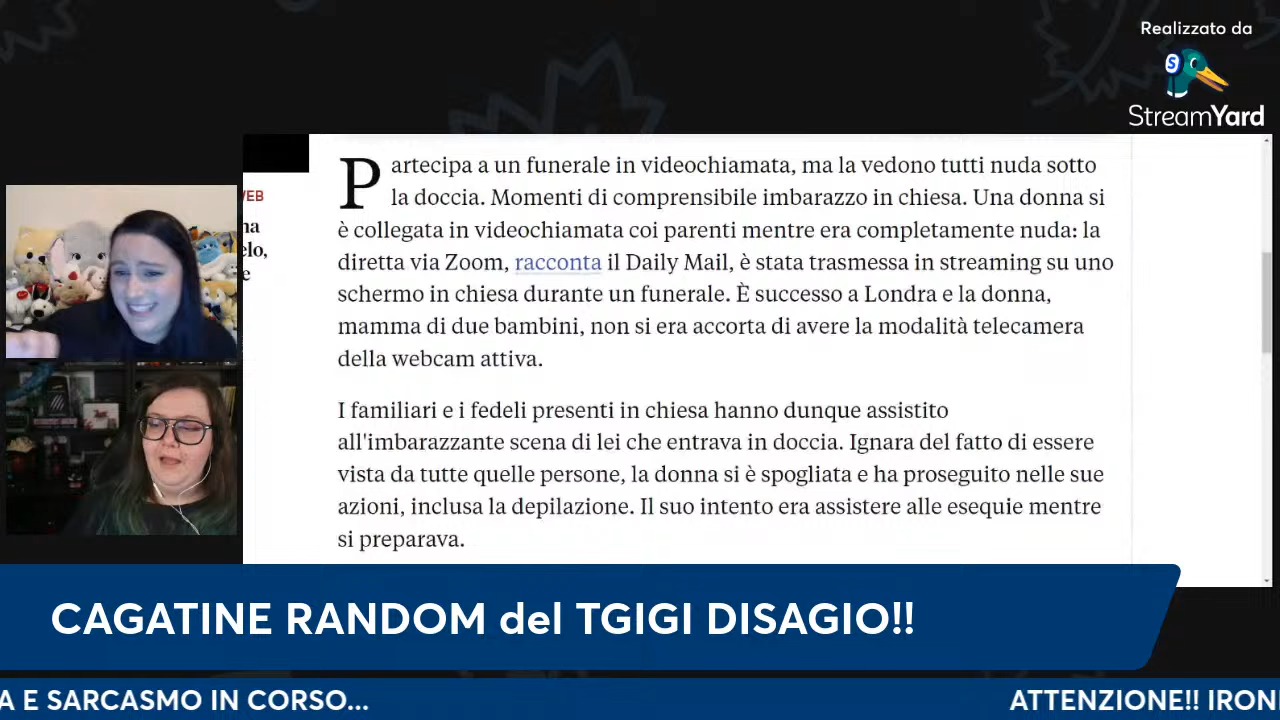 Realizzato da
S
StreamYard
VEB
na
elo,
e
Partecipa a un funerale in videochiamata, ma la vedono tutti nuda sotto
la doccia. Momenti di comprensibile imbarazzo in chiesa. Una donna si
è collegata in videochiamata coi parenti mentre era completamente nuda: la
diretta via Zoom, racconta il Daily Mail, è stata trasmessa in streaming su uno
schermo in chiesa durante un funerale. È successo a Londra e la donna,
mamma di due bambini, non si era accorta di avere la modalità telecamera
della webcam attiva.
I familiari e i fedeli presenti in chiesa hanno dunque assistito
all'imbarazzante scena di lei che entrava in doccia. Ignara del fatto di essere
vista da tutte quelle persone, la donna si è spogliata e ha proseguito nelle sue
azioni, inclusa la depilazione. Il suo intento era assistere alle esequie mentre
si preparava.
CAGATINE RANDOM del TGIGI DISAGIO!!
A E SARCASMO IN CORSO... ATTENZIONE!! IRONI